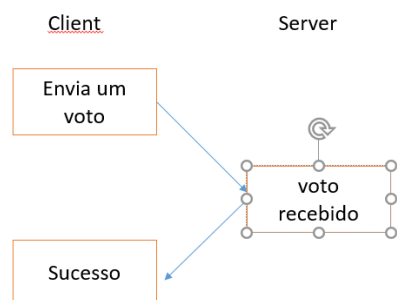 Client
Server
Envia um
voto
voto
recebido
Sucesso